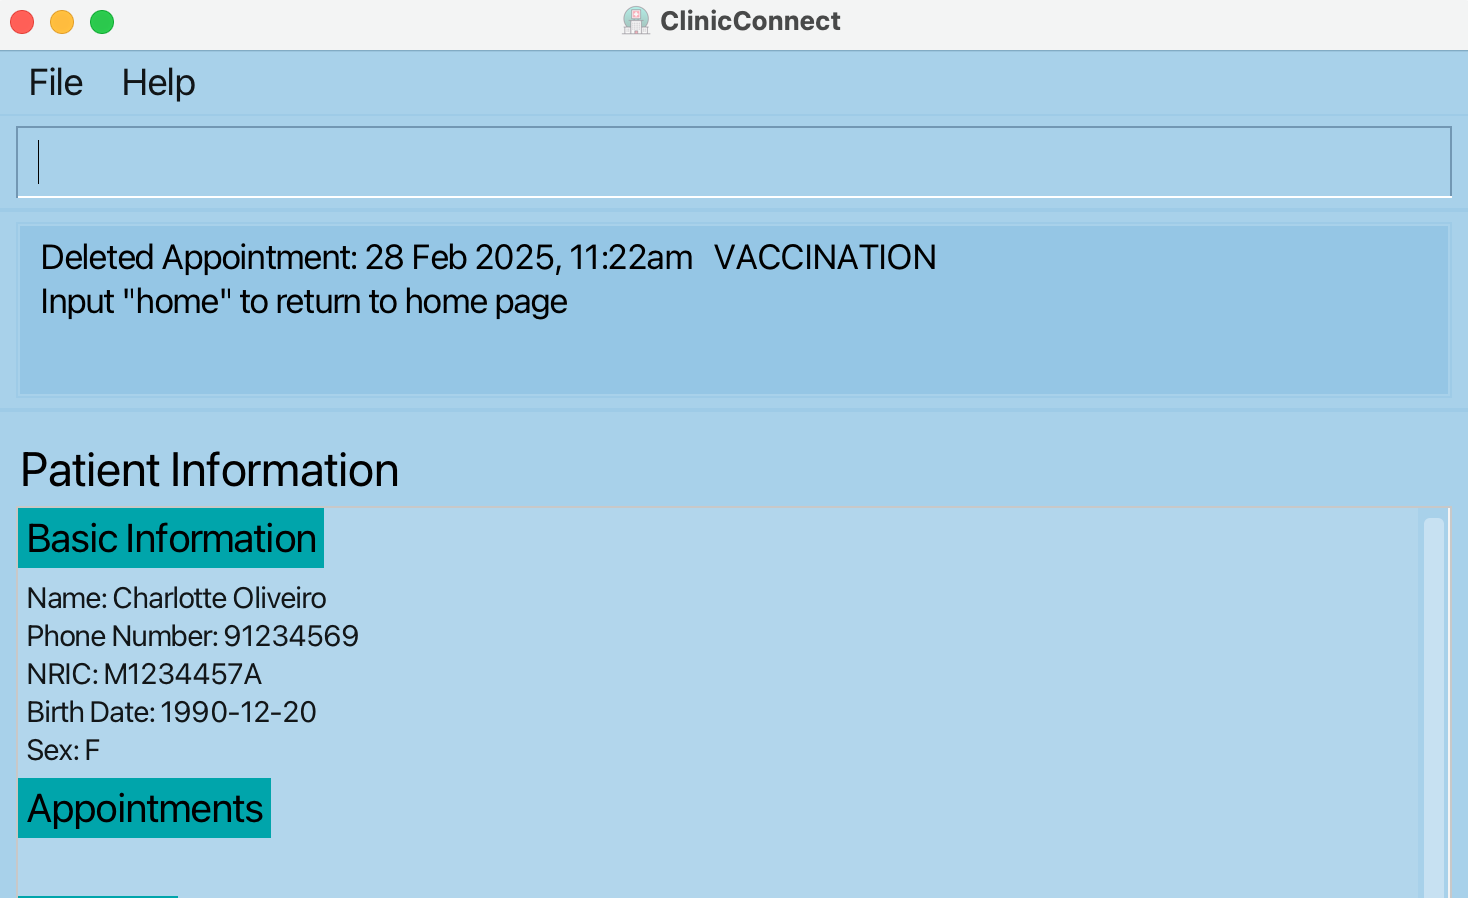 ClinicConnect
File Help
Deleted Appointment: 28 Feb 2025, 11:22am VACCINATION
Input "home" to return to home page
Patient Information
Basic Information
Name: Charlotte Oliveiro
Phone Number: 91234569
NRIC: M1234457A
Birth Date: 1990-12-20
Sex: F
Appointments